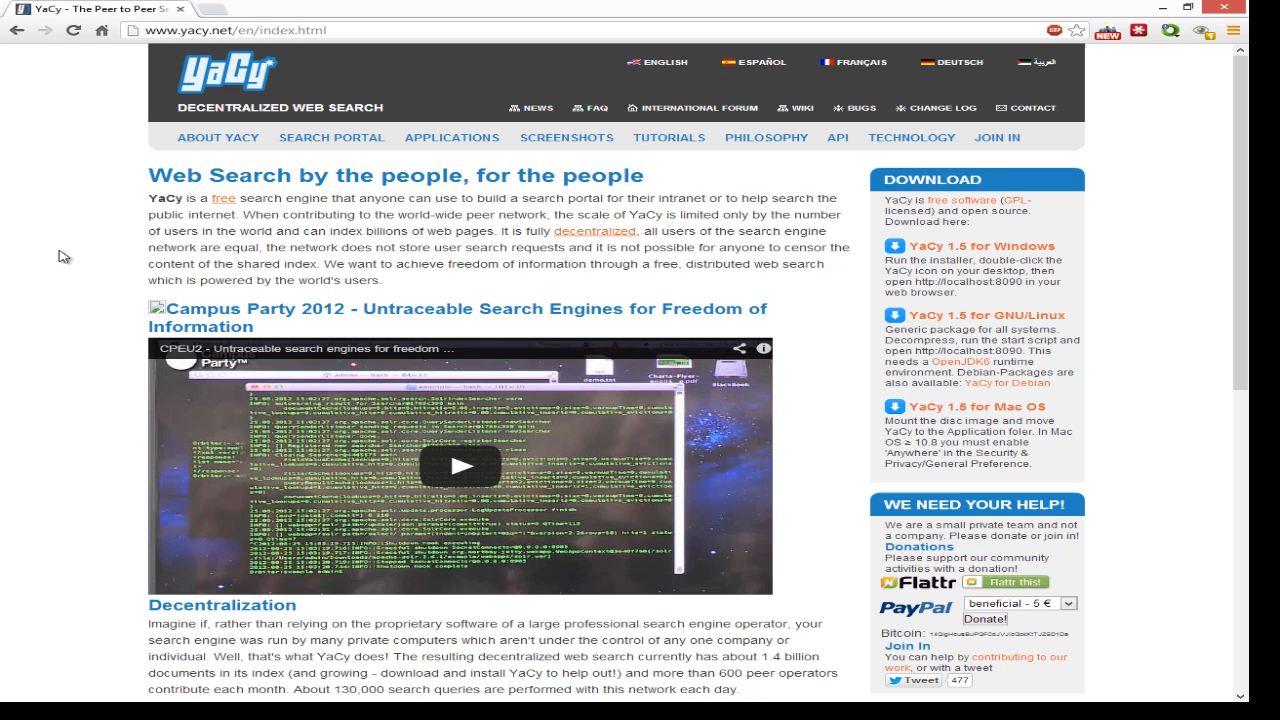 YaCy - The Peer to Peer Se
www.yacy.net/en/index.html
ABP
NEW
1
YaCy
ENGLISH ESPAÑOL FRANÇAIS DEUTSCH العربية
DECENTRALIZED WEB SEARCH
NEWS FAQ INTERNATIONAL FORUM WIKI BUGS CHANGE LOG CONTACT
ABOUT YACY SEARCH PORTAL APPLICATIONS SCREENSHOTS TUTORIALS PHILOSOPHY API TECHNOLOGY JOIN IN
Web Search by the people, for the people
YaCy is a free search engine that anyone can use to build a search portal for their intranet or to help search the
public internet. When contributing to the world-wide peer network, the scale of YaCy is limited only by the number
of users in the world and can index billions of web pages. It is fully decentralized, all users of the search engine
network are equal, the network does not store user search requests and it is not possible for anyone to censor the
content of the shared index. We want to achieve freedom of information through a free, distributed web search
which is powered by the world's users.
Campus Party 2012 - Untraceable Search Engines for Freedom of
Information
CPEU2 - Untraceable search engines for freedom ...
Party™
demo.txt
BlackBook
Decentralization
Imagine if, rather than relying on the proprietary software of a large professional search engine operator, your
search engine was run by many private computers which aren't under the control of any one company or
individual. Well, that's what YaCy does! The resulting decentralized web search currently has about 1.4 billion
documents in its index (and growing - download and install YaCy to help out!) and more than 600 peer operators
contribute each month. About 130,000 search queries are performed with this network each day.
DOWNLOAD
YaCy is free software (GPL-
licensed) and open source.
Download here:
YaCy 1.5 for Windows
Run the installer, double-click the
YaCy icon on your desktop, then
open http://localhost:8090 in your
web browser.
YaCy 1.5 for GNU/Linux
Generic package for all systems.
Decompress, run the start script and
open http://localhost:8090. This
needs a OpenJDK6 runtime
environment. Debian-Packages are
also available: YaCy for Debian
YaCy 1.5 for Mac OS
Mount the disc image and move
YaCy to the Application foler. In Mac
OS ≥ 10.8 you must enable
'Anywhere' in the Security &
Privacy/General Preference.
WE NEED YOUR HELP!
We are a small private team and not
a company. Please donate or join in!
Donations
Please support our community
activities with a donation!
Flattr Flattr this!
PayPal beneficial - 5 €
Donate!
Bitcoin:
Join In
You can help by contributing to our
work, or with a tweet
Tweet 477